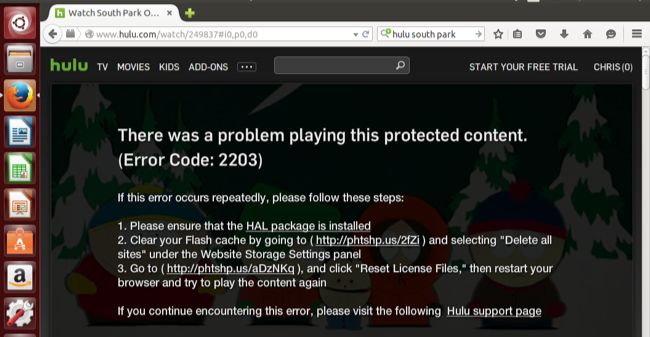 Watch South Park O...
www.hulu.com/watch/249837#i0,p0,d0
hulu south park
hulu TV MOVIES KIDS ADD-ONS START YOUR FREE TRIAL CHRIS(0)
There was a problem playing this protected content.
(Error Code: 2203)
If this error occurs repeatedly, please follow these steps:
1. Please ensure that the HAL package is installed
2. Clear your Flash cache by going to ( http://phtshp.us/2fZi ) and selecting "Delete all
sites" under the Website Storage Settings panel
3. Go to ( http://phtshp.us/aDzNKq ), and click "Reset License Files," then restart your
browser and try to play the content again
If you continue encountering this error, please visit the following Hulu support page